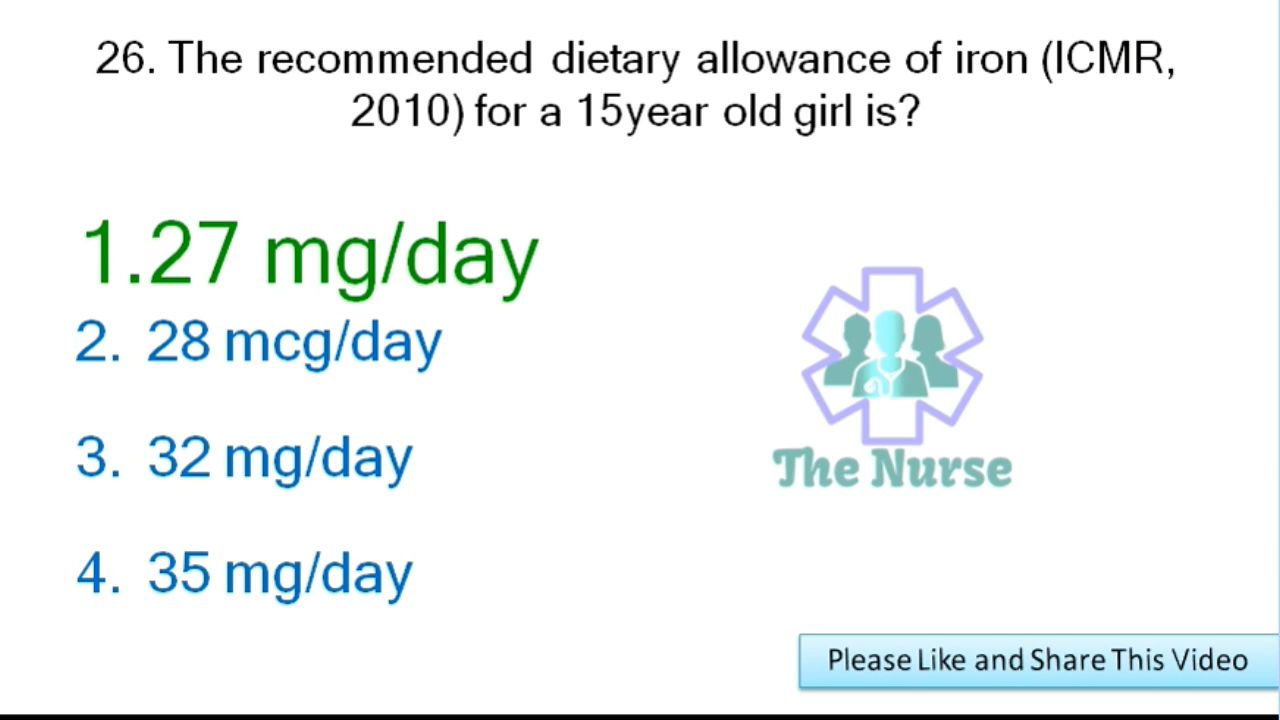 26. The recommended dietary allowance of iron (ICMR,
2010) for a 15year old girl is?
1.27 mg/day
2. 28 mcg/day
3. 32 mg/day
4. 35 mg/day
The Nurse
Please Like and Share This Video